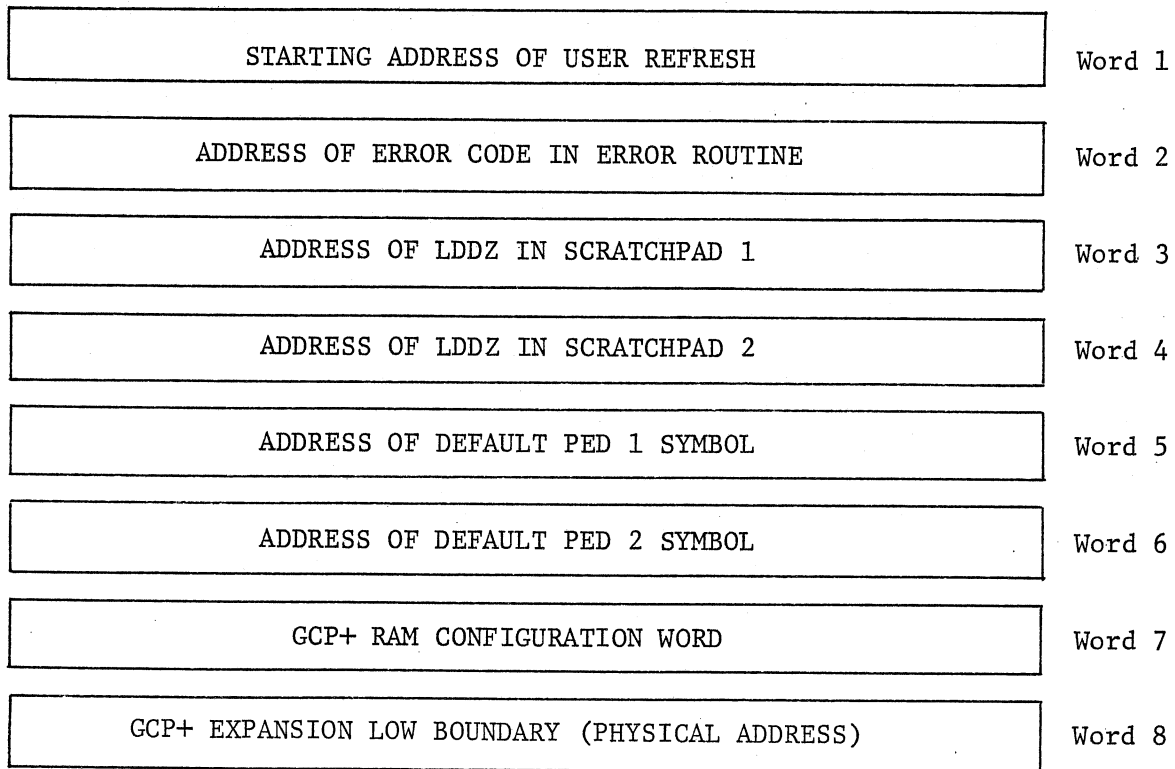 STARTING ADDRESS OF USER REFRESH Word 1
ADDRESS OF ERROR CODE IN ERROR ROUTINE Word 2
ADDRESS OF LDDZ IN SCRATCHPAD 1 Word 3
ADDRESS OF LDDZ IN SCRATCHPAD 2 Word 4
ADDRESS OF DEFAULT PED 1 SYMBOL Word 5
ADDRESS OF DEFAULT PED 2 SYMBOL Word 6
GCP+ RAM CONFIGURATION WORD Word 7
GCP+ EXPANSION LOW BOUNDARY (PHYSICAL ADDRESS) Word 8